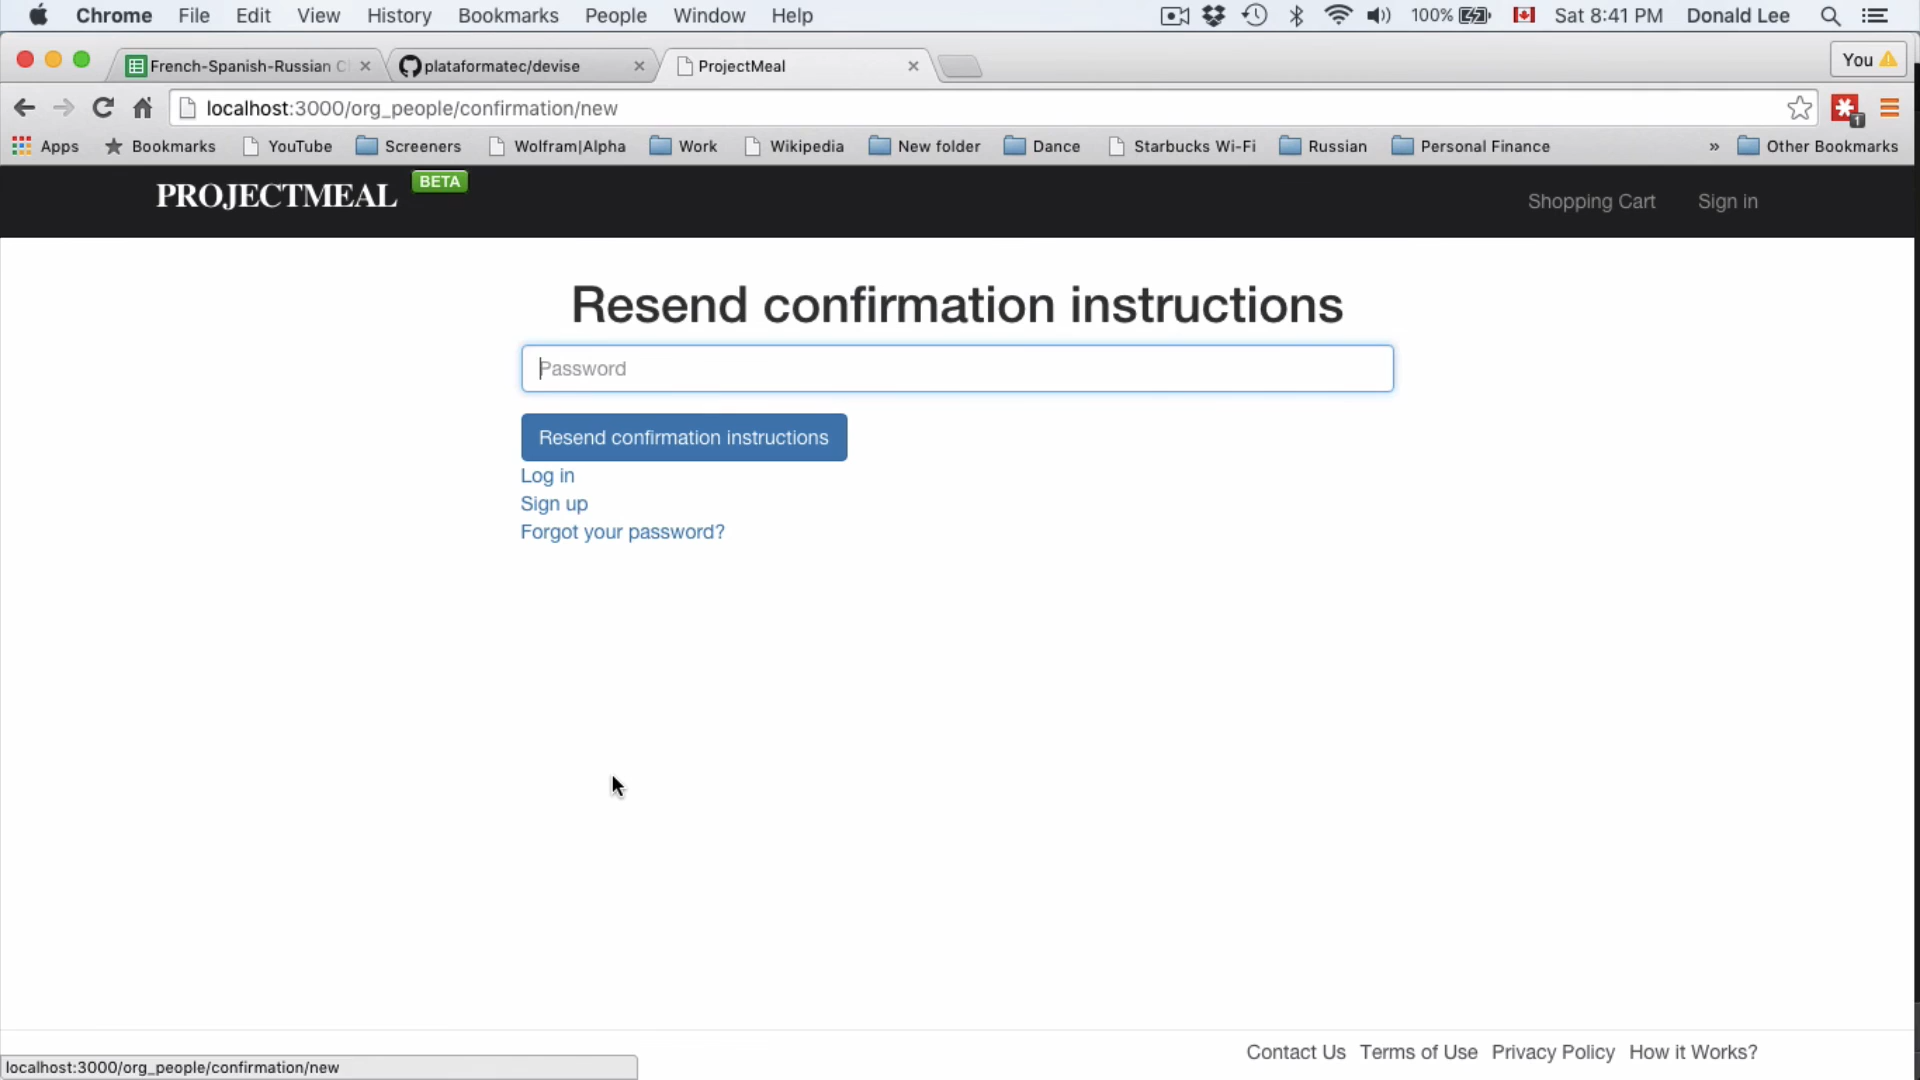 Chrome File Edit View History Bookmarks People Window Help 100% Sat 8:41 PM Donald Lee
French-Spanish-Russian plataformatec/devise ProjectMeal You
localhost:3000/org_people/confirmation/new 1
Apps Bookmarks YouTube Screeners Wolfram|Alpha Work Wikipedia New folder Dance Starbucks Wi-Fi Russian Personal Finance » Other Bookmarks
PROJECTMEAL BETA Shopping Cart Sign in
Resend confirmation instructions
Password
Resend confirmation instructions
Log in
Sign up
Forgot your password?
Contact Us Terms of Use Privacy Policy How it Works?
localhost:3000/org_people/confirmation/new